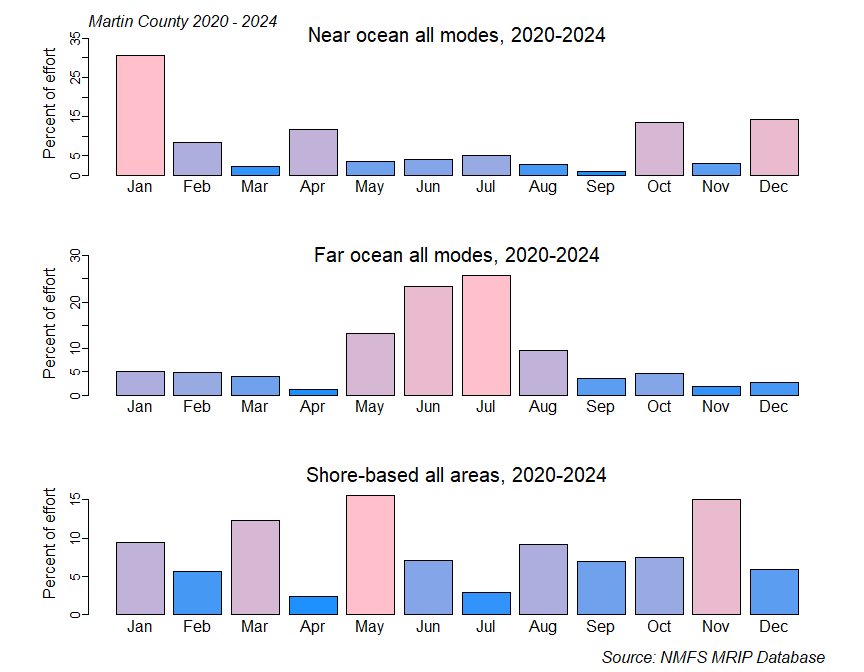 Martin County 2020 - 2024
Near ocean all modes, 2020-2024
Percent of effort
35
25
15
5
0
Jan Feb Mar Apr May Jun Jul Aug Sep Oct Nov Dec
Far ocean all modes, 2020-2024
Percent of effort
30
20
10
5
0
Jan Feb Mar Apr May Jun Jul Aug Sep Oct Nov Dec
Shore-based all areas, 2020-2024
Percent of effort
15
10
5
0
Jan Feb Mar Apr May Jun Jul Aug Sep Oct Nov Dec
Source: NMFS MRIP Database